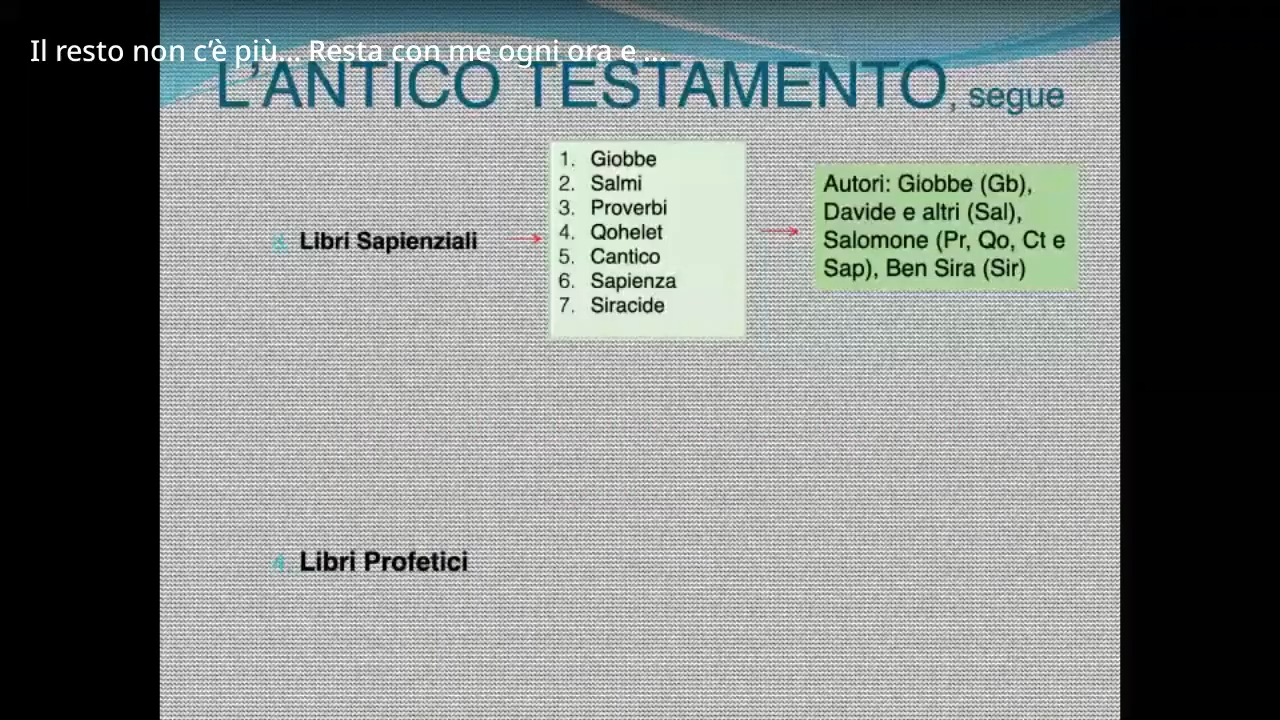 Il resto non c'è più... Resta con me ogni ora e ...
L'ANTICO TESTAMENTO, segue
1. Giobbe
2. Salmi
3. Proverbi
4. Qohelet
5. Cantico
6. Sapienza
7. Siracide
Autori: Giobbe (Gb),
Davide e altri (Sal),
Salomone (Pr, Qo, Ct e
Sap), Ben Sira (Sir)
Libri Sapienziali
4. Libri Profetici